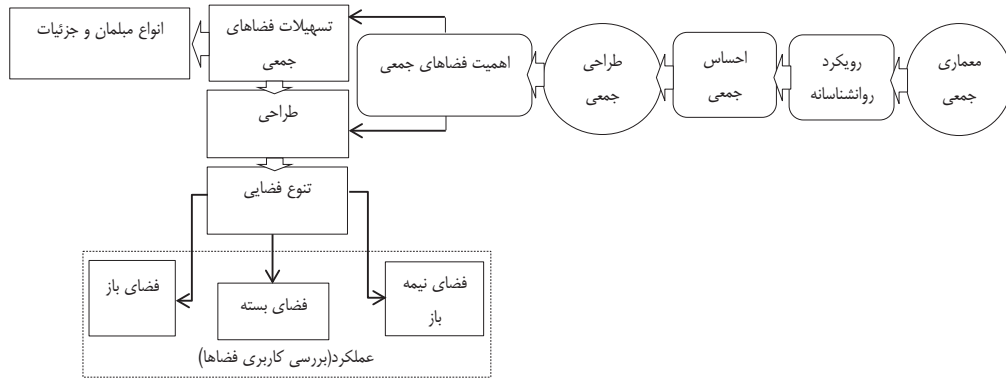 معماری
جمعی
رویکرد
روانشناسانه
احساس
جمعی
طراحی
جمعی
اهمیت فضاهای جمعی
تسهیلات فضاهای
جمعی
انواع مبلمان و جزئیات
طراحی
تنوع فضایی
فضای نیمه
باز
فضای بسته
فضای باز
عملکرد(بررسی کاربری فضاها)